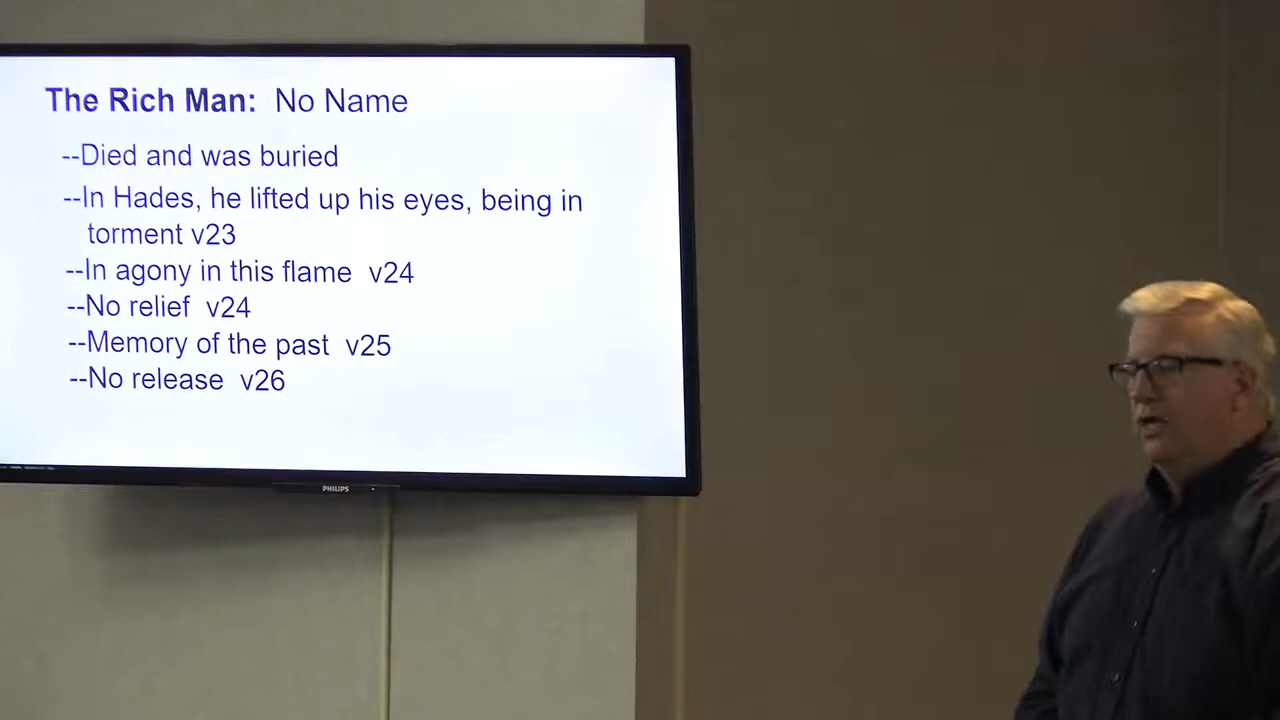 The Rich Man: No Name
--Died and was buried
--In Hades, he lifted up his eyes, being in
torment v23
--In agony in this flame v24
--No relief v24
--Memory of the past v25
--No release v26
PHILIPS